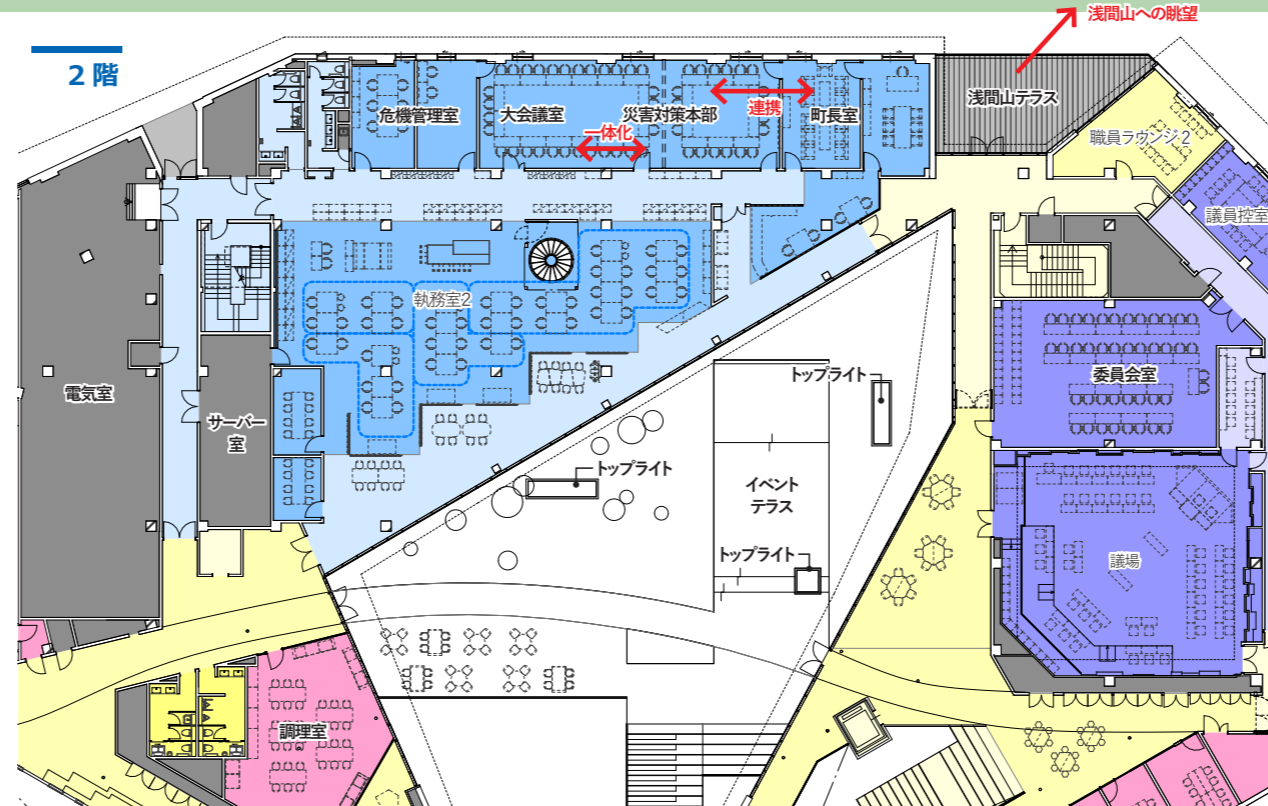 浅間山への眺望
2 階
危機管理室
大会議室
災害対策本部
連携
町長室
浅間山テラス
一体化
職員ラウンジ 2
議員控室
執務室2
電気室
サーバー
室
トップライト
委員会室
トップライト
イベント
テラス
トップライト
議場
調理室